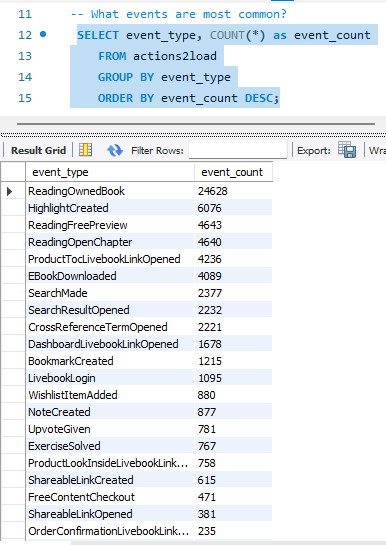 11 -- What events are most common?
12 SELECT event_type, COUNT(*) as event_count
13 FROM actions2load
14 GROUP BY event_type
15 ORDER BY event_count DESC;
Result Grid Filter Rows: Export: Wra
event_type event_count
ReadingOwnedBook 24628
HighlightCreated 6076
ReadingFreePreview 4643
ReadingOpenChapter 4640
ProductTocLivebookLinkOpened 4236
EBookDownloaded 4089
SearchMade 2377
SearchResultOpened 2232
CrossReferenceTermOpened 2221
DashboardLivebookLinkOpened 1678
BookmarkCreated 1215
LivebookLogin 1095
WishlistItemAdded 880
NoteCreated 877
UpvoteGiven 781
ExerciseSolved 767
ProductLookInsideLivebookLink... 758
ShareableLinkCreated 615
FreeContentCheckout 471
ShareableLinkOpened 381
OrderConfirmationLivebookLink... 235